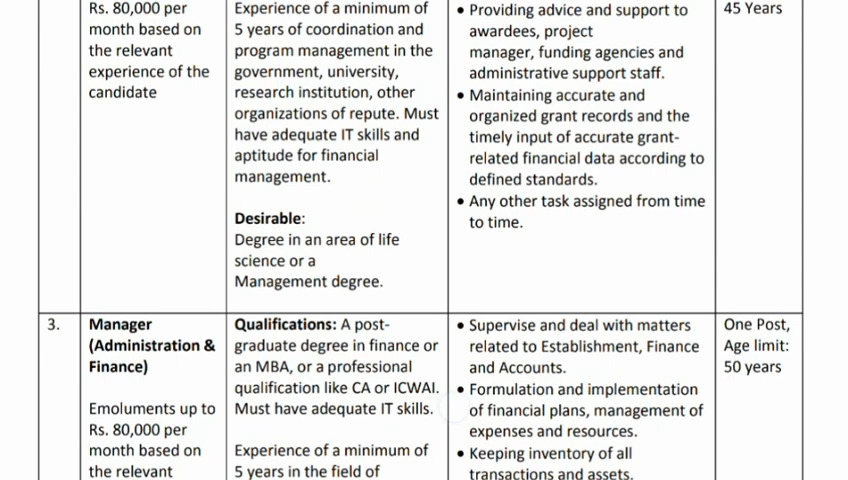 Rs. 80,000 per
month based on
the relevant
experience of the
candidate
Experience of a minimum of
5 years of coordination and
program management in the
government, university,
research institution, other
organizations of repute. Must
have adequate IT skills and
aptitude for financial
management.
Desirable:
Degree in an area of life
science or a
Management degree.
• Providing advice and support to
awardees, project
manager, funding agencies and
administrative support staff.
• Maintaining accurate and
organized grant records and the
timely input of accurate grant-
related financial data according to
defined standards.
• Any other task assigned from time
to time.
45 Years
3.
Manager
(Administration &
Finance)
Emoluments up to
Rs. 80,000 per
month based on
the relevant
Qualifications: A post-
graduate degree in finance or
an MBA, or a professional
qualification like CA or ICWAI.
Must have adequate IT skills.
Experience of a minimum of
5 years in the field of
• Supervise and deal with matters
related to Establishment, Finance
and Accounts.
• Formulation and implementation
of financial plans, management of
expenses and resources.
• Keeping inventory of all
transactions and assets.
One Post,
Age limit:
50 years